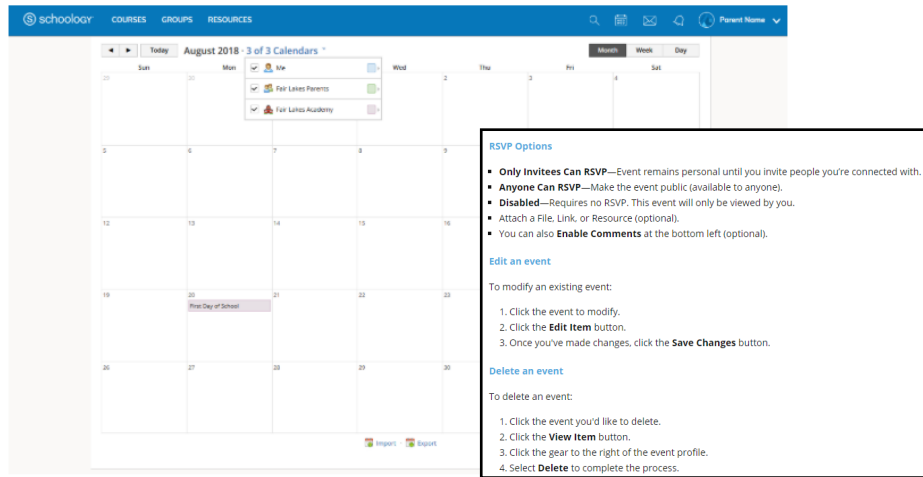 S schoology COURSES GROUPS RESOURCES Parent Name
Today August 2018 · 3 of 3 Calendars Month Week Day
Sun Mon Wed Thu Fri Sat
Me
Fair Lakes Parents
Fair Lakes Academy
29 30 2 3 4
5 6 7 8 9
12 13 14 15 16
19 20 21 22 23
First Day of School
26 27 28 29 30
Import · Export
RSVP Options
Only Invitees Can RSVP—Event remains personal until you invite people you're connected with.
Anyone Can RSVP—Make the event public (available to anyone).
Disabled—Requires no RSVP. This event will only be viewed by you.
Attach a File, Link, or Resource (optional).
You can also Enable Comments at the bottom left (optional).
Edit an event
To modify an existing event:
1. Click the event to modify.
2. Click the Edit Item button.
3. Once you've made changes, click the Save Changes button.
Delete an event
To delete an event:
1. Click the event you'd like to delete.
2. Click the View Item button.
3. Click the gear to the right of the event profile.
4. Select Delete to complete the process.